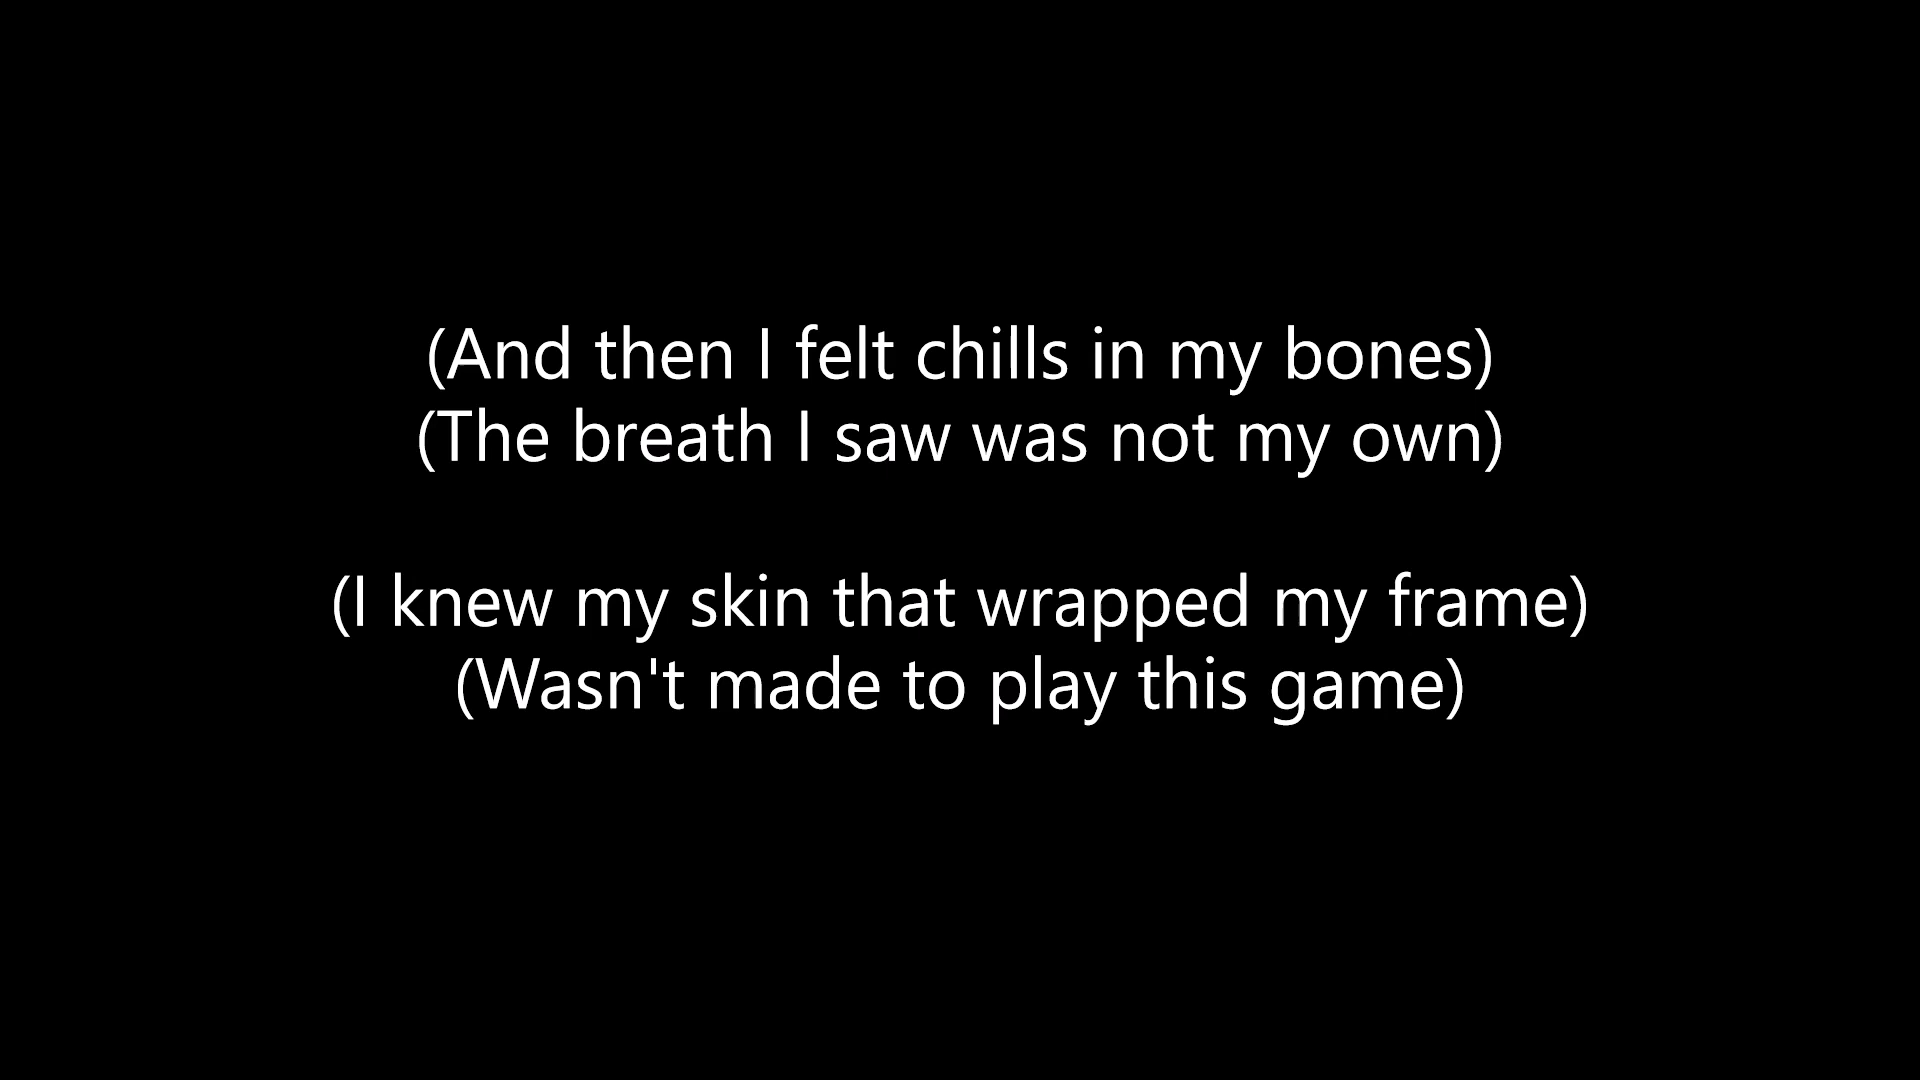 (And then I felt chills in my bones)
(The breath I saw was not my own)
(I knew my skin that wrapped my frame)
(Wasn't made to play this game)